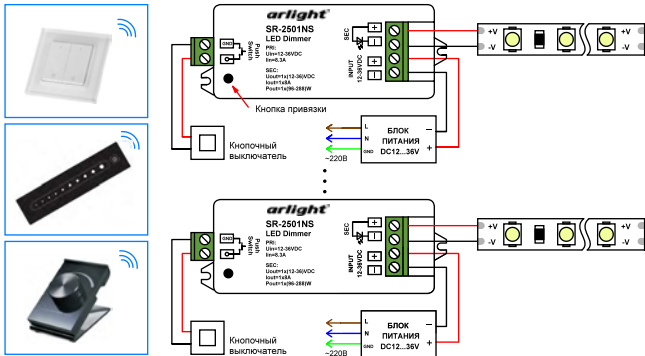 arlight®
SR-2501NS
LED Dimmer
PRI:
Uin=12-36VDC
Iin=8.3A
SEC:
Uout=1x(12-36)VDC
Iout=1x8A
Pout=1x(96-288)W
GND
Push
Switch
SEC
+
−
INPUT
12-36VDC
+
−
+V
-V
+V
-V
Кнопка привязки
Кнопочный
выключатель
L
N
GND
~220В
БЛОК
ПИТАНИЯ
DC12...36V
−
+
arlight®
SR-2501NS
LED Dimmer
PRI:
Uin=12-36VDC
Iin=8.3A
SEC:
Uout=1x(12-36)VDC
Iout=1x8A
Pout=1x(96-288)W
GND
Push
Switch
SEC
+
−
INPUT
12-36VDC
+
−
+V
-V
+V
-V
Кнопочный
выключатель
L
N
GND
~220В
БЛОК
ПИТАНИЯ
DC12...36V
−
+